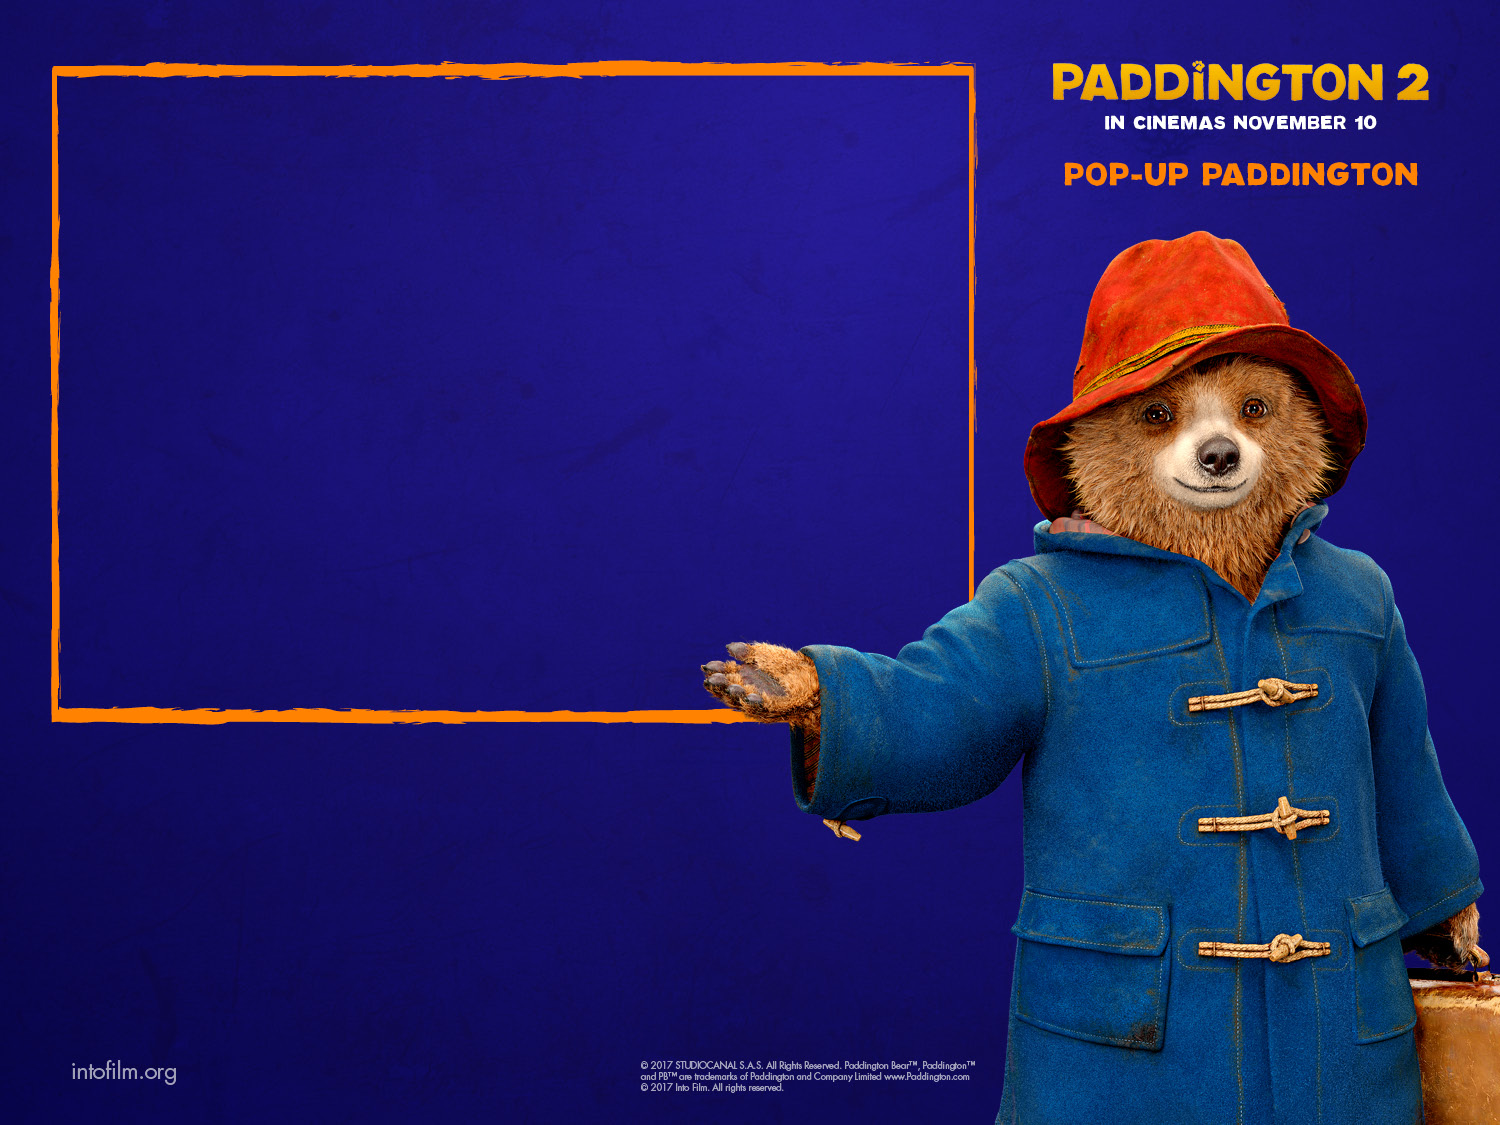 PADDINGTON 2
IN CINEMAS NOVEMBER 10
POP-UP PADDINGTON
intofilm.org
© 2017 STUDIOCANAL S.A.S. All Rights Reserved. Paddington Bear™, Paddington™
and PB™ are trademarks of Paddington and Company Limited www.Paddington.com
© 2017 Into Film. All rights reserved.